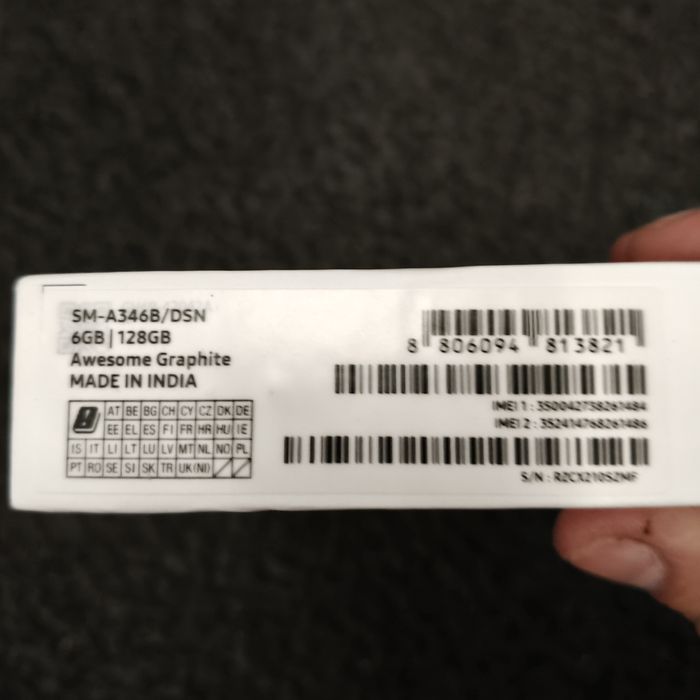 SM-A346B/DSN
6GB | 128GB
Awesome Graphite
MADE IN INDIA
AT BE BG CH CY CZ DK DE
EE EL ES FI FR HR HU IE
IS IT LI LT LU LV MT NL NO PL
PT RO SE SI SK TR UK(NI)
8 806094 813821
IMEI 1 : 350042738261484
IMEI 2 : 352414768261486
S/N : RZCX2105ZMF